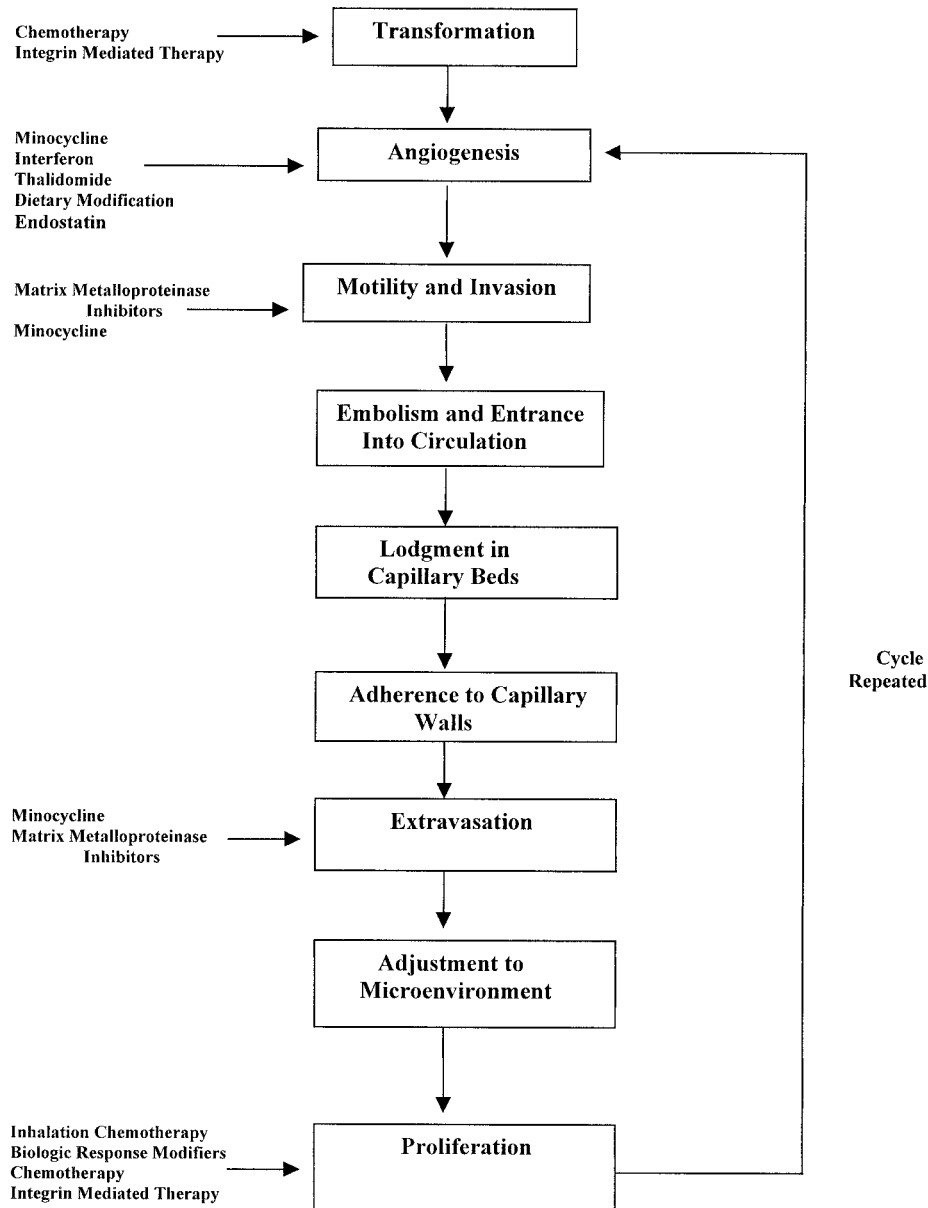 Chemotherapy
Integrin Mediated Therapy
Transformation
Minocycline
Interferon
Thalidomide
Dietary Modification
Endostatin
Angiogenesis
Matrix Metalloproteinase
Inhibitors
Minocycline
Motility and Invasion
Embolism and Entrance
Into Circulation
Lodgment in
Capillary Beds
Cycle
Repeated
Adherence to Capillary
Walls
Minocycline
Matrix Metalloproteinase
Inhibitors
Extravasation
Adjustment to
Microenvironment
Inhalation Chemotherapy
Biologic Response Modifiers
Chemotherapy
Integrin Mediated Therapy
Proliferation